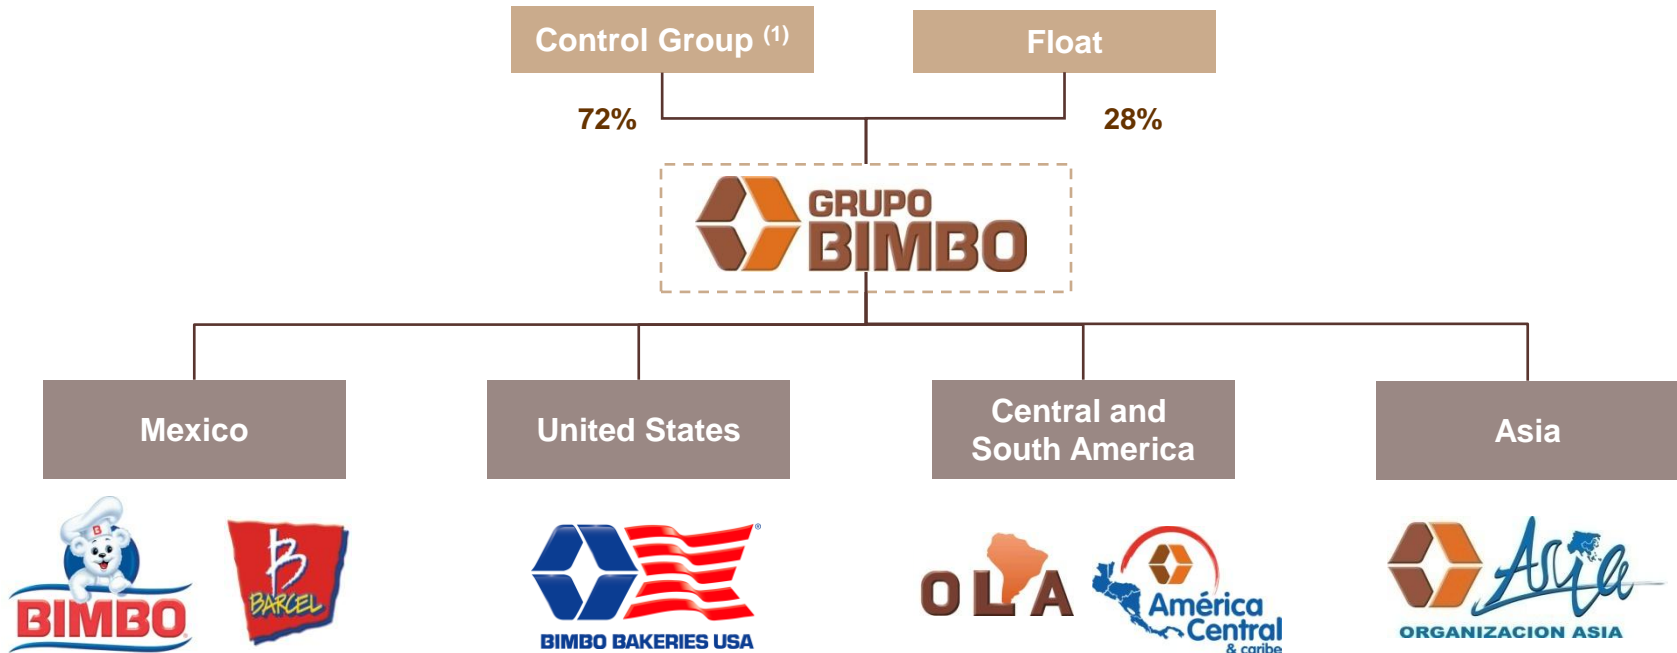 Control Group (1)
Float
72%
28%
GRUPO
BIMBO
Mexico
United States
Central and
South America
Asia
B
BIMBO
B
BARCEL
BIMBO BAKERIES USA
®
OLA
América
Central
& caribe
Asia
ORGANIZACION ASIA